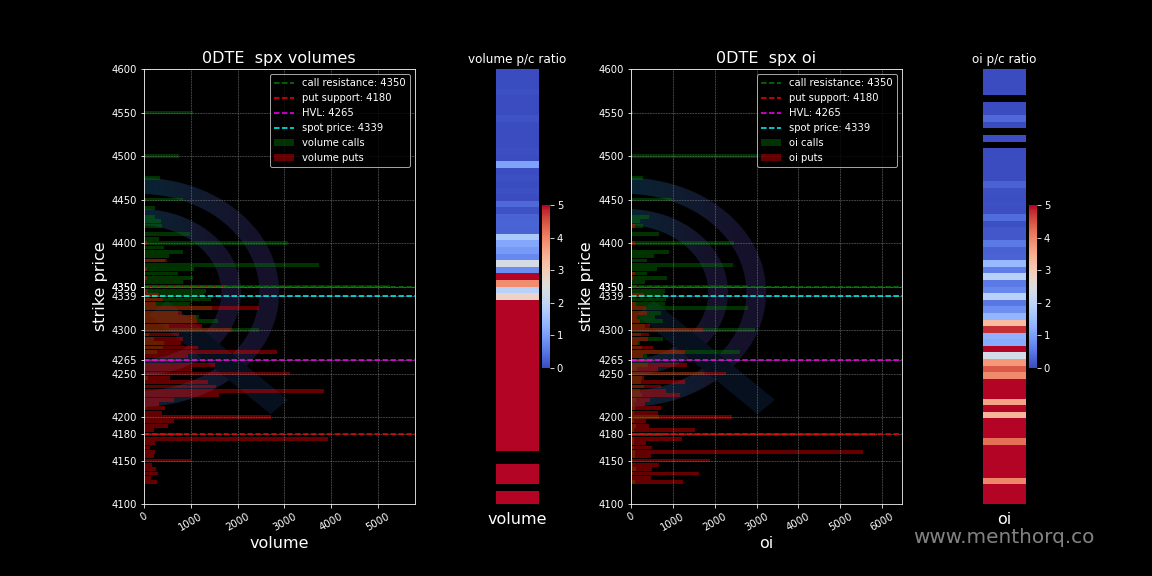 0DTE  spx volumes
volume p/c ratio
0DTE  spx oi
oi p/c ratio
call resistance: 4350
put support: 4180
HVL: 4265
spot price: 4339
volume calls
volume puts
call resistance: 4350
put support: 4180
HVL: 4265
spot price: 4339
oi calls
oi puts
strike price
4600
4550
4500
4450
4400
4350
4339
4300
4265
4250
4200
4180
4150
4100
0
1000
2000
3000
4000
5000
volume
5
4
3
2
1
0
volume
strike price
4600
4550
4500
4450
4400
4350
4339
4300
4265
4250
4200
4180
4150
4100
0
1000
2000
3000
4000
5000
6000
oi
5
4
3
2
1
0
oi
www.menthorq.co